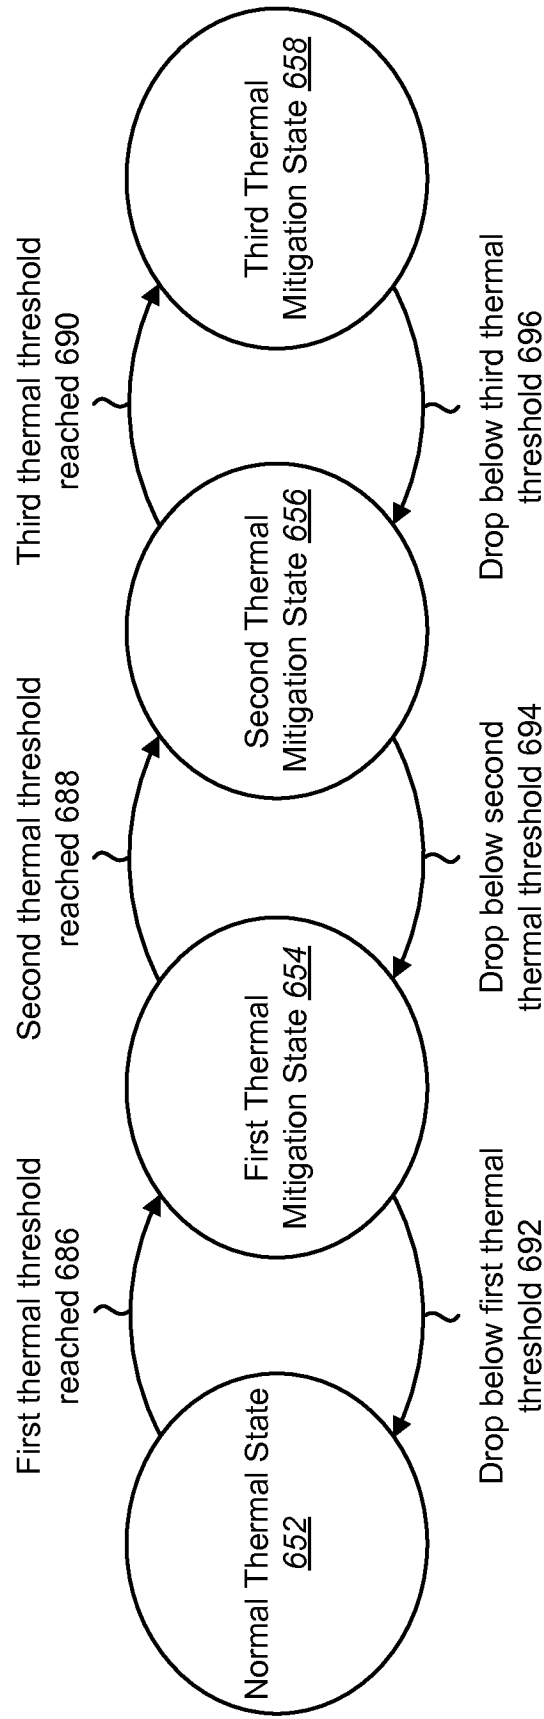 First thermal threshold
reached 686
Second thermal threshold
reached 688
Third thermal threshold
reached 690
Normal Thermal State
652
First Thermal
Mitigation State 654
Second Thermal
Mitigation State 656
Third Thermal
Mitigation State 658
Drop below first thermal
threshold 692
Drop below second
thermal threshold 694
Drop below third thermal
threshold 696